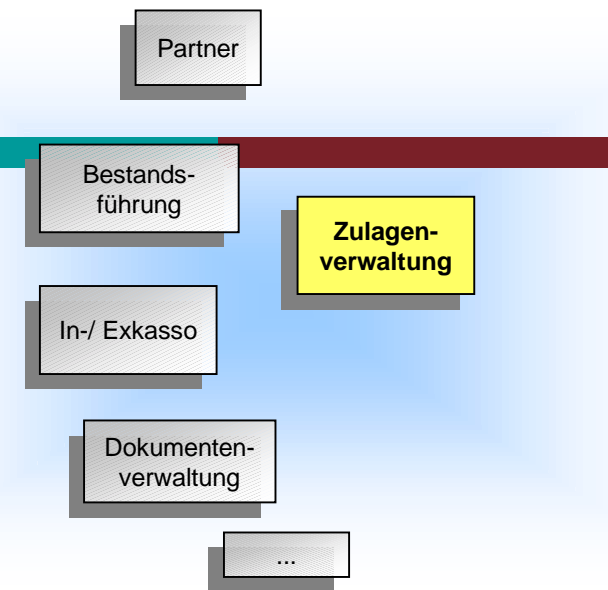 Partner
Bestands-
führung
Zulagen-
verwaltung
In-/ Exkasso
Dokumenten-
verwaltung
...